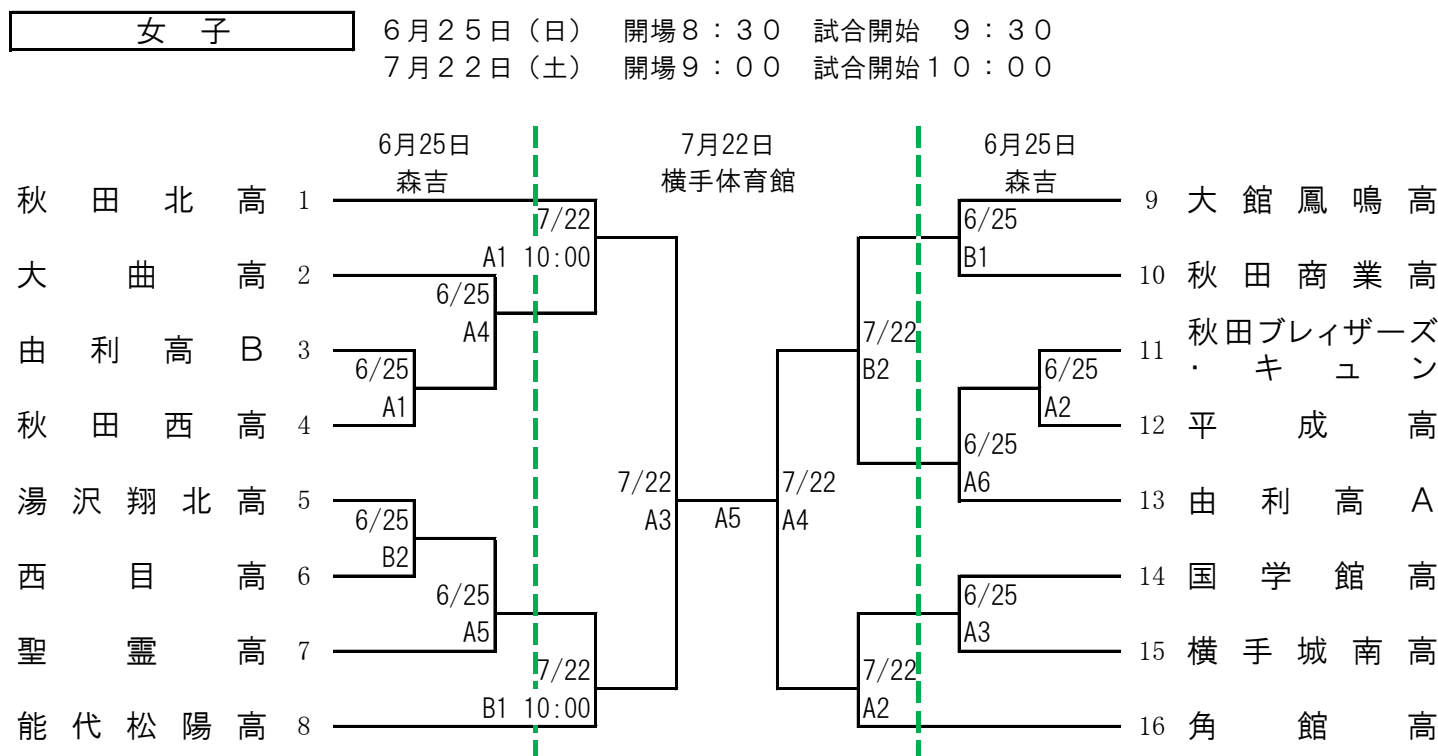 女 子
6月25日（日） 開場8：30 試合開始 9：30
7月22日（土） 開場9：00 試合開始10：00
6月25日 7月22日 6月25日
森吉 横手体育館 森吉
秋田北高 1 9 大館鳳鳴高
7/22 6/25
A1 10:00 B1
大曲高 2 10 秋田商業高
6/25
A4 7/22
由利高B 3 11 秋田ブレィザーズ
・キュン
6/25 B2 6/25
A1 A2
秋田西高 4 12 平成高
6/25
7/22 7/22 A6
湯沢翔北高 5 13 由利高A
6/25 A3 A5 A4
B2
西目高 6 14 国学館高
6/25 6/25
A5 A3
聖霊高 7 15 横手城南高
7/22 7/22
B1 10:00 A2
能代松陽高 8 16 角館高